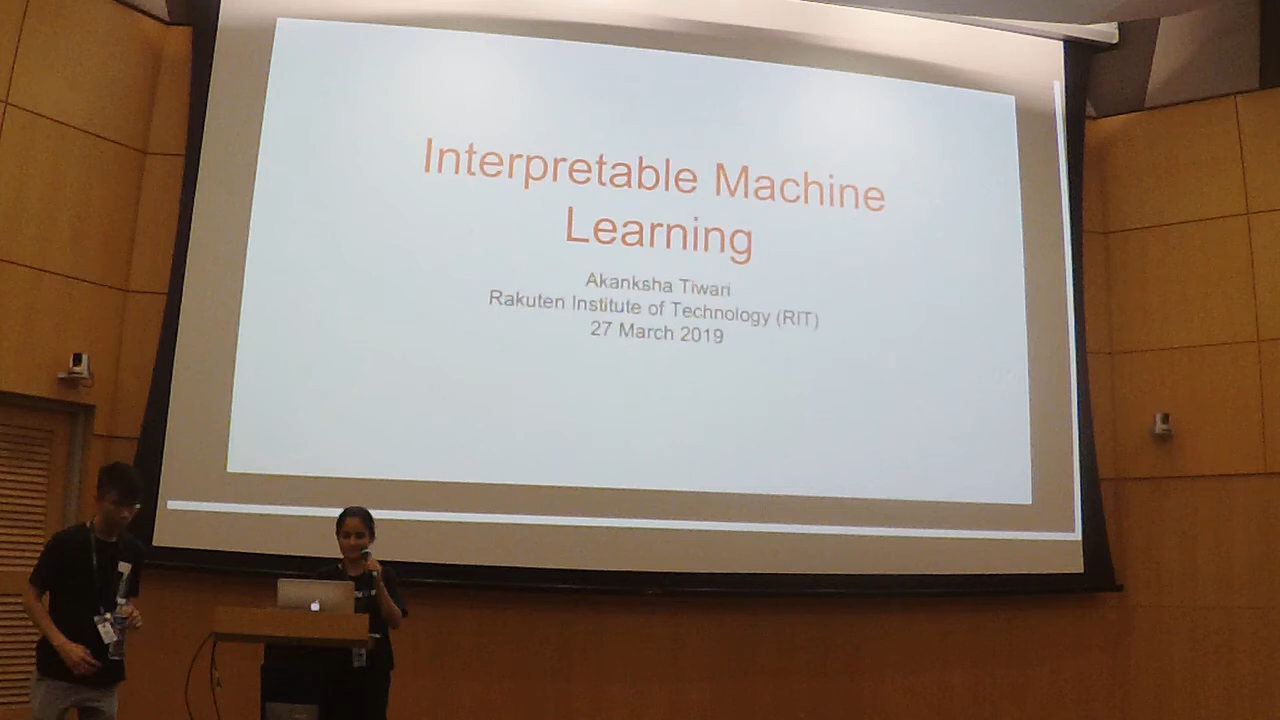 Interpretable Machine
Learning
Akanksha Tiwari
Rakuten Institute of Technology (RIT)
27 March 2019